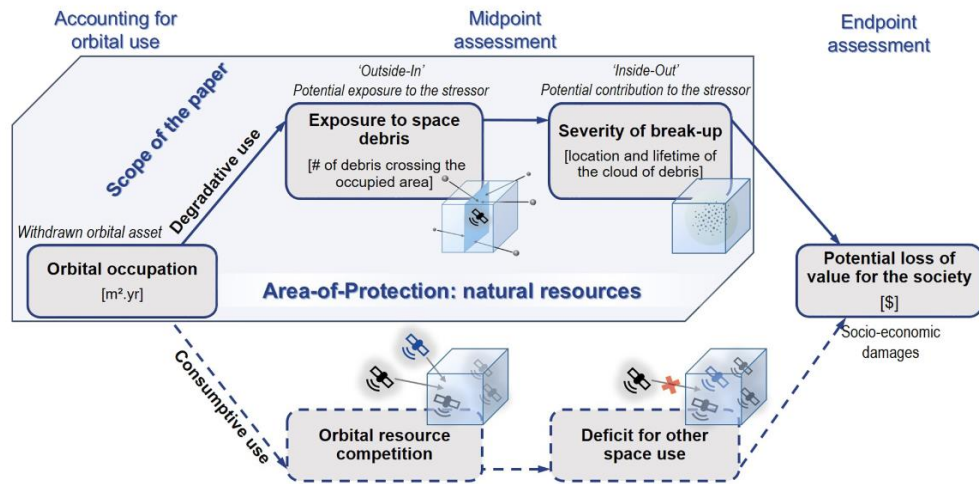 Accounting for
orbital use
Midpoint
assessment
Endpoint
assessment
Scope of the paper
'Outside-In'
Potential exposure to the stressor
'Inside-Out'
Potential contribution to the stressor
Exposure to space
debris
[# of debris crossing the
occupied area]
Severity of break-up
[location and lifetime of
the cloud of debris]
Degradative use
Withdrawn orbital asset
Orbital occupation
[m².yr]
Area-of-Protection: natural resources
Potential loss of
value for the society
[$]
Socio-economic
damages
Consumptive use
Orbital resource
competition
Deficit for other
space use